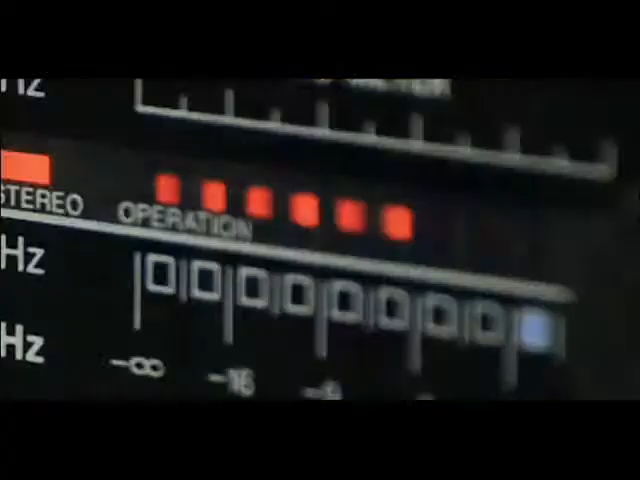 Hz
STEREO
OPERATION
Hz
Hz
-∞ -16